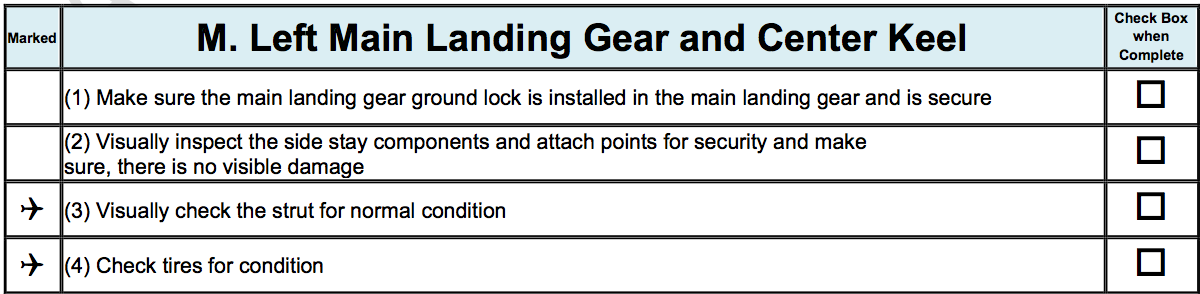 Marked
M. Left Main Landing Gear and Center Keel
Check Box
when
Complete
(1) Make sure the main landing gear ground lock is installed in the main landing gear and is secure
(2) Visually inspect the side stay components and attach points for security and make
sure, there is no visible damage
(3) Visually check the strut for normal condition
(4) Check tires for condition